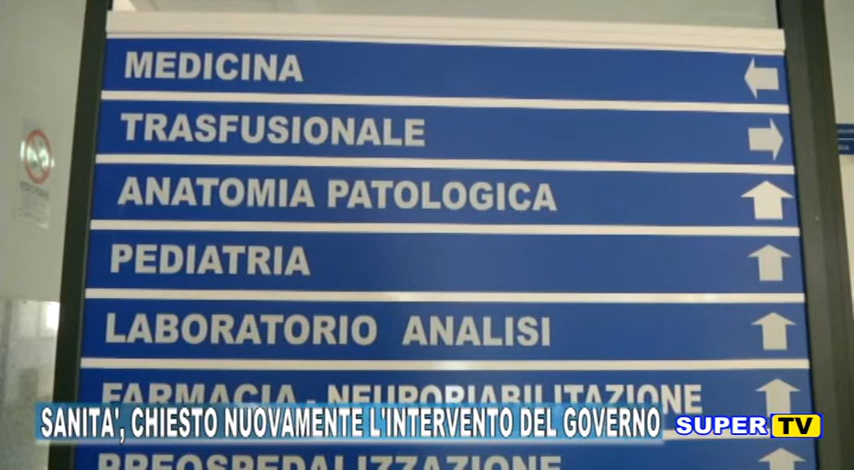 MEDICINA
TRASFUSIONALE
ANATOMIA PATOLOGICA
PEDIATRIA
LABORATORIO ANALISI
FARMACIA - NEURORIABILITAZIONE
SANITA', CHIESTO NUOVAMENTE L'INTERVENTO DEL GOVERNO
SUPER TV
PREOSPEDALIZZAZIONE